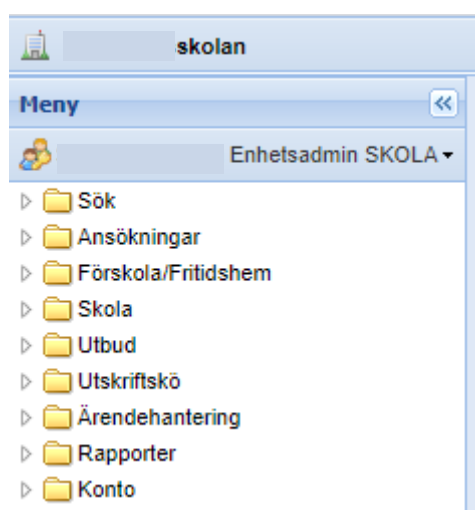 skolan
Meny
Enhetsadmin SKOLA
Sök
Ansökningar
Förskola/Fritidshem
Skola
Utbud
Utskriftskö
Ärendehantering
Rapporter
Konto